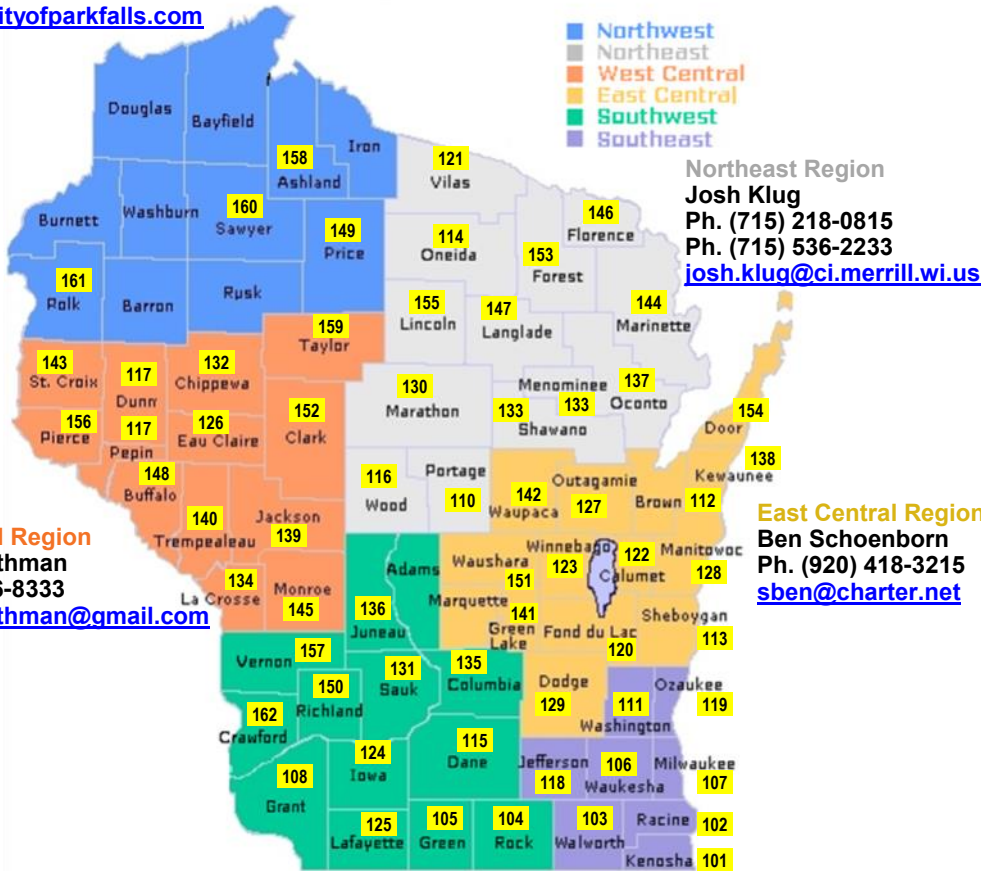 ityofparkfalls.com
Northwest
Northeast
West Central
East Central
Southwest
Southeast
Northeast Region
Josh Klug
Ph. (715) 218-0815
Ph. (715) 536-2233
josh.klug@ci.merrill.wi.us
Douglas
Bayfield
Iron
158
Ashland
121
Vilas
Burnett
Washburn
160
Sawyer
149
Price
114
Oneida
146
Florence
153
Forest
161
Polk
Barron
Rusk
155
Lincoln
147
Langlade
144
Marinette
159
Taylor
143
St. Croix
117
Dunn
132
Chippewa
130
Marathon
Menominee
133
133
Shawano
137
Oconto
156
Pierce
117
Pepin
126
Eau Claire
152
Clark
154
Door
138
Kewaunee
148
Buffalo
116
Wood
Portage
110
142
Waupaca
Outagamie
127
Brown
112
140
Trempealeau
Jackson
139
East Central Region
Ben Schoenborn
Ph. (920) 418-3215
sben@charter.net
l Region
thman
6-8333
thman@gmail.com
134
La Crosse
Monroe
145
Adams
136
Juneau
Waushara
151
Winnebago
123
122
Calumet
Manitowoc
128
Marquette
141
Green
Lake
Fond du Lac
120
Sheboygan
113
157
Vernon
150
Richland
131
Sauk
135
Columbia
Dodge
129
111
Washington
Ozaukee
119
162
Crawford
124
Iowa
115
Dane
Jefferson
118
106
Waukesha
Milwaukee
107
108
Grant
125
Lafayette
105
Green
104
Rock
103
Walworth
Racine
102
Kenosha
101